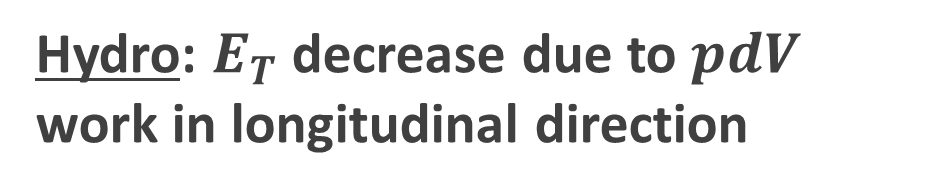 Hydro: E_T decrease due to pdV
work in longitudinal direction